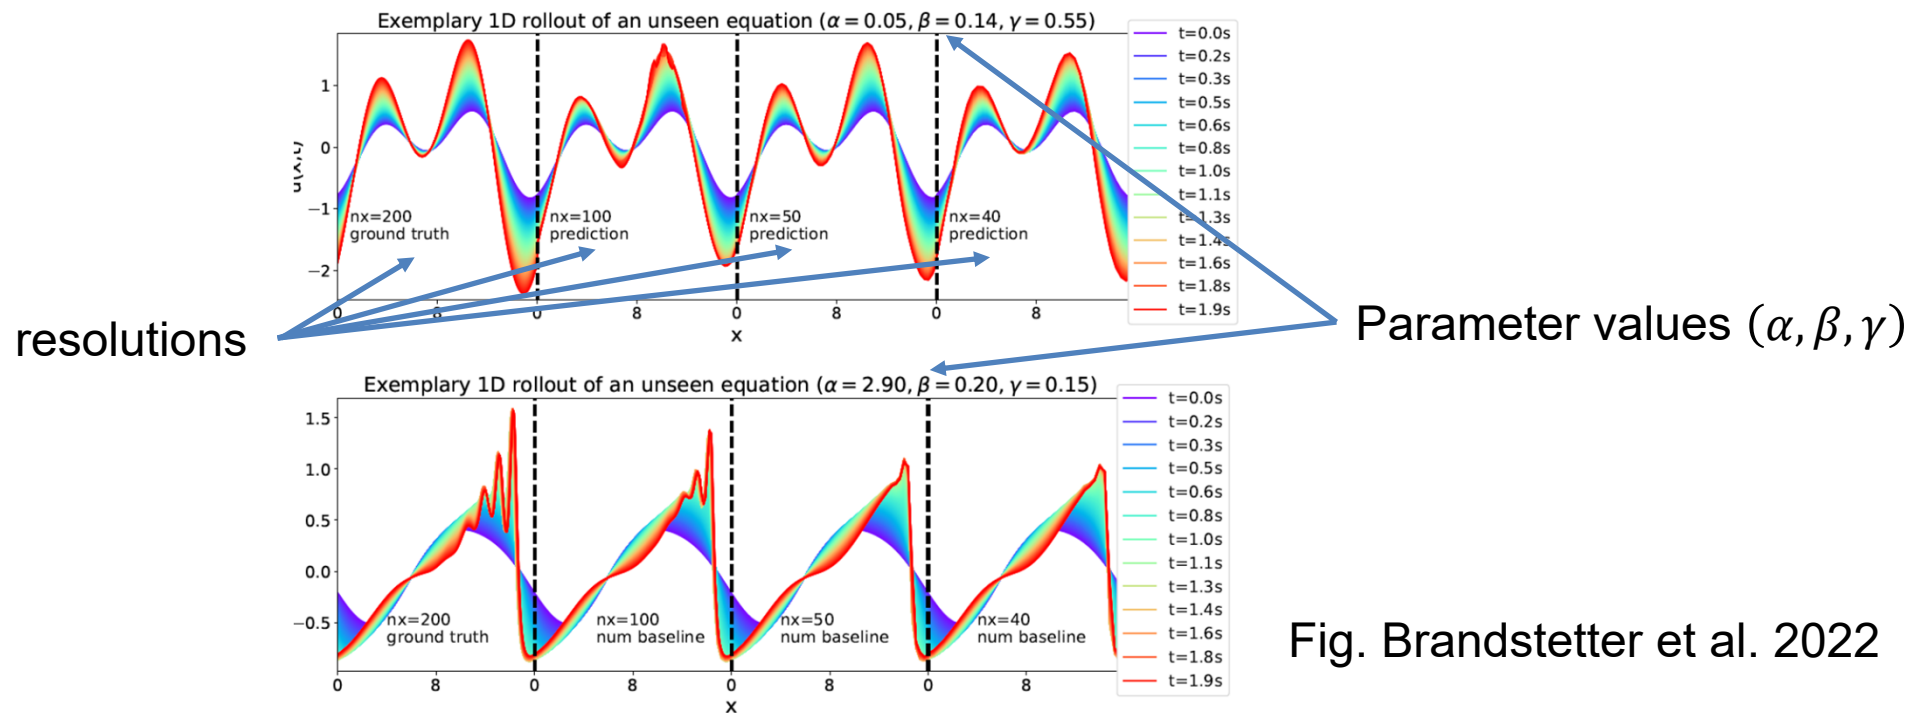 Exemplary 1D rollout of an unseen equation (α = 0.05, β = 0.14, γ = 0.55)
u(x,t)
1
0
−1
−2
nx=200
ground truth
nx=100
prediction
nx=50
prediction
nx=40
prediction
0 8 0 8 0 8 0 8
x
t=0.0s
t=0.2s
t=0.3s
t=0.5s
t=0.6s
t=0.8s
t=1.0s
t=1.1s
t=1.3s
t=1.4s
t=1.6s
t=1.8s
t=1.9s
resolutions
Parameter values (α, β, γ)
Exemplary 1D rollout of an unseen equation (α = 2.90, β = 0.20, γ = 0.15)
1.5
1.0
0.5
0.0
−0.5
nx=200
ground truth
nx=100
num baseline
nx=50
num baseline
nx=40
num baseline
0 8 0 8 0 8 0 8
x
t=0.0s
t=0.2s
t=0.3s
t=0.5s
t=0.6s
t=0.8s
t=1.0s
t=1.1s
t=1.3s
t=1.4s
t=1.6s
t=1.8s
t=1.9s
Fig. Brandstetter et al. 2022